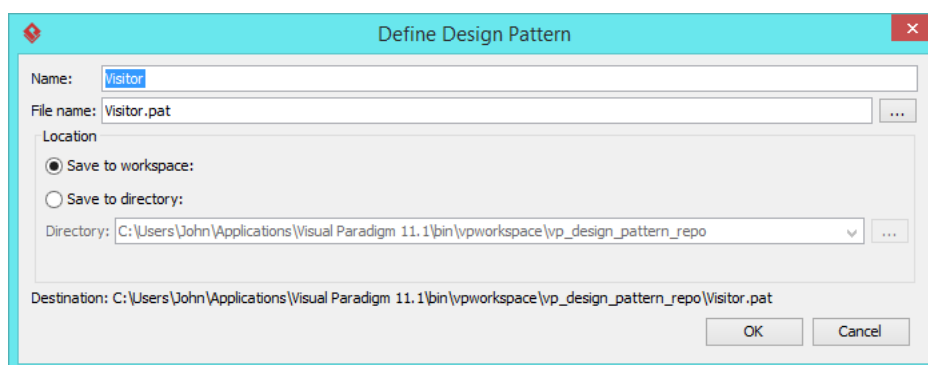 Define Design Pattern
Name: Visitor
File name: Visitor.pat ...
Location
Save to workspace:
Save to directory:
Directory: C:\Users\John\Applications\Visual Paradigm 11.1\bin\vpworkspace\vp_design_pattern_repo ...
Destination: C:\Users\John\Applications\Visual Paradigm 11.1\bin\vpworkspace\vp_design_pattern_repo\Visitor.pat
OK Cancel